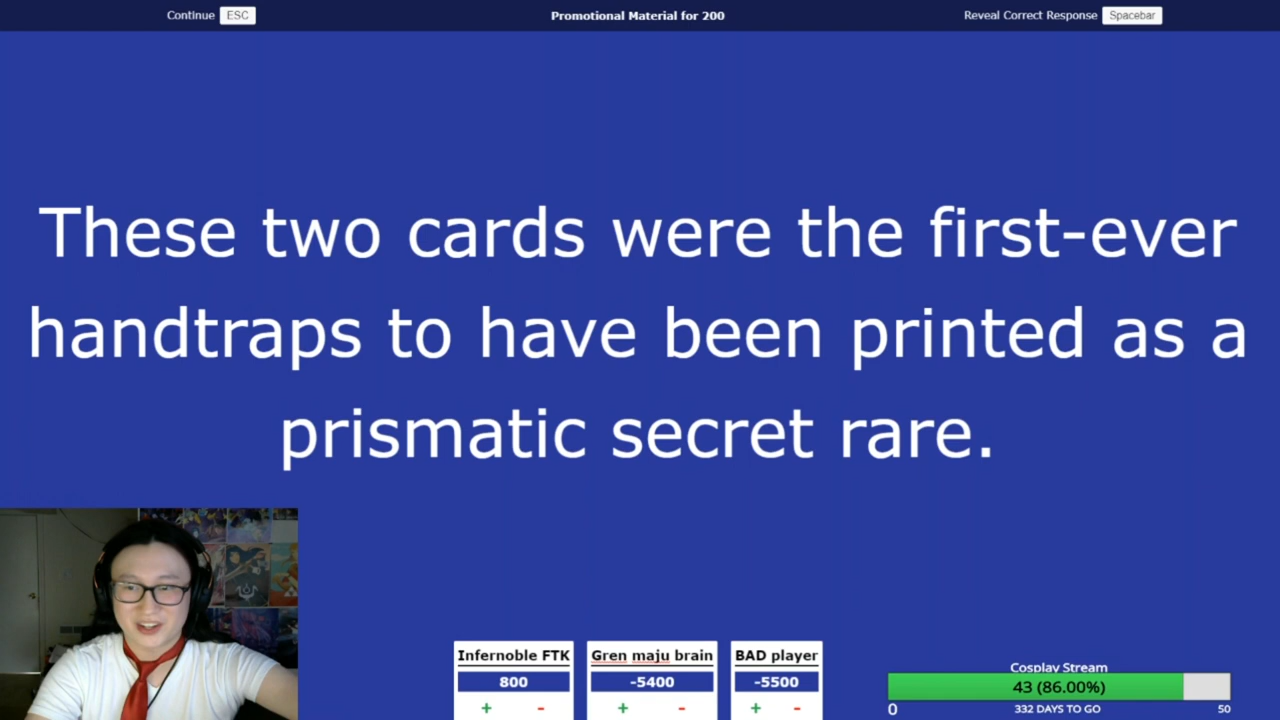 Continue ESC
Promotional Material for 200
Reveal Correct Response Spacebar
These two cards were the first-ever
handtraps to have been printed as a
prismatic secret rare.
Infernoble FTK
800
+ -
Gren maju brain
-5400
+ -
BAD player
-5500
+ -
Cosplay Stream
43 (86.00%)
0 332 DAYS TO GO 50